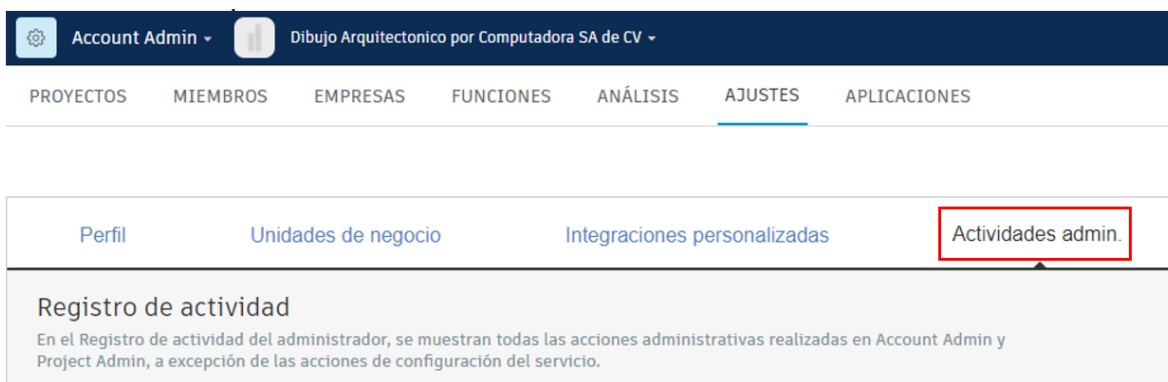 Account Admin
Dibujo Arquitectonico por Computadora SA de CV
PROYECTOS MIEMBROS EMPRESAS FUNCIONES ANÁLISIS AJUSTES APLICACIONES
Perfil Unidades de negocio Integraciones personalizadas Actividades admin.
Registro de actividad
En el Registro de actividad del administrador, se muestran todas las acciones administrativas realizadas en Account Admin y
Project Admin, a excepción de las acciones de configuración del servicio.